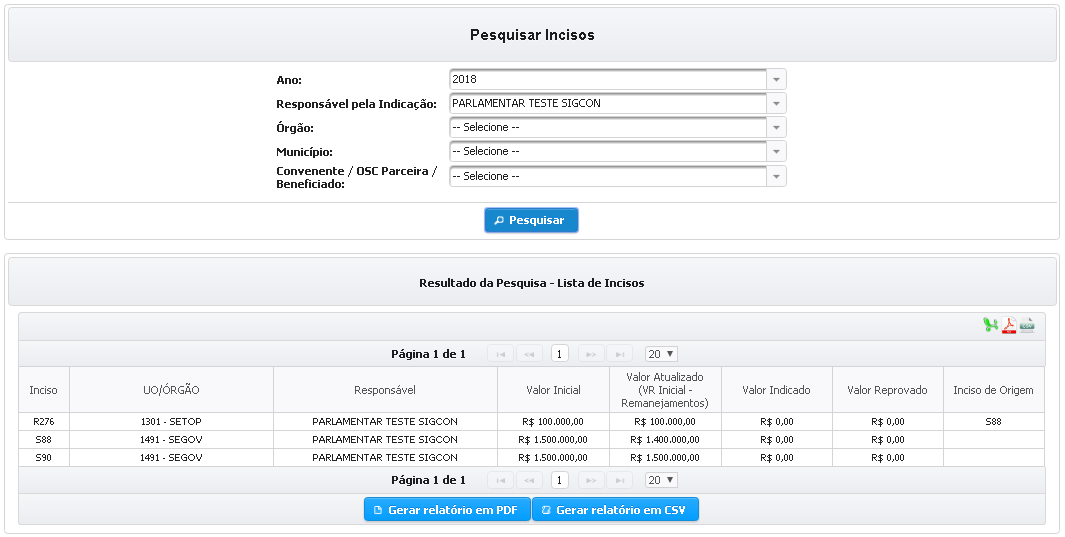 Pesquisar Incisos
Ano: 2018
Responsável pela Indicação: PARLAMENTAR TESTE SIGCON
Órgão: -- Selecione --
Município: -- Selecione --
Convenente / OSC Parceira /
Beneficiado: -- Selecione --
Pesquisar
Resultado da Pesquisa - Lista de Incisos
Página 1 de 1 1 20
Inciso UO/ÓRGÃO Responsável Valor Inicial Valor Atualizado (VR Inicial - Remanejamentos) Valor Indicado Valor Reprovado Inciso de Origem
R276 1301 - SETOP PARLAMENTAR TESTE SIGCON R$ 100.000,00 R$ 100.000,00 R$ 0,00 R$ 0,00 S88
S88 1491 - SEGOV PARLAMENTAR TESTE SIGCON R$ 1.500.000,00 R$ 1.400.000,00 R$ 0,00 R$ 0,00
S90 1491 - SEGOV PARLAMENTAR TESTE SIGCON R$ 1.500.000,00 R$ 1.500.000,00 R$ 0,00 R$ 0,00
Página 1 de 1 1 20
Gerar relatório em PDF Gerar relatório em CSV